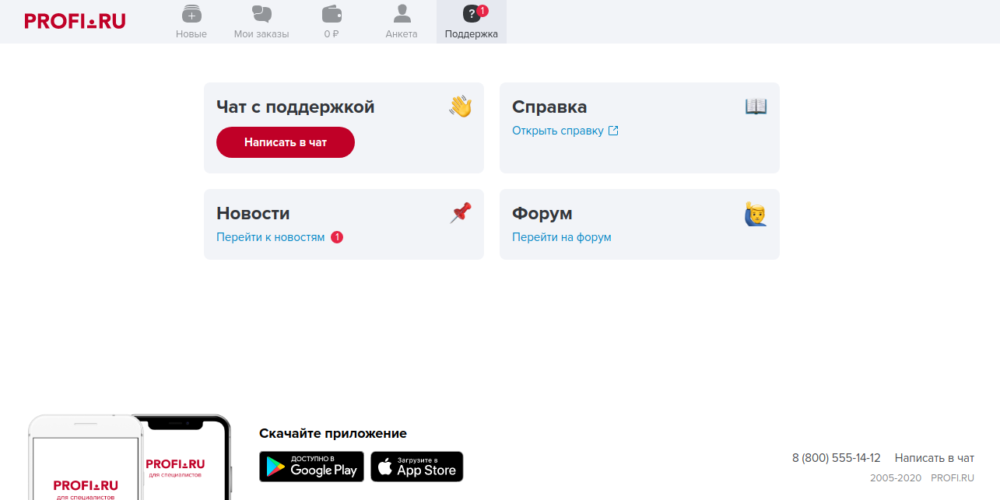 PROFI.RU
Новые
Мои заказы
0 ₽
Анкета
? 1
Поддержка
Чат с поддержкой
Написать в чат
Справка
Открыть справку
Новости
Перейти к новостям 1
Форум
Перейти на форум
PROFI.RU
для специалистов
PROFI.RU
для специалистов
Скачайте приложение
ДОСТУПНО В
Google Play
Загрузите в
App Store
8 (800) 555-14-12 Написать в чат
2005-2020 PROFI.RU